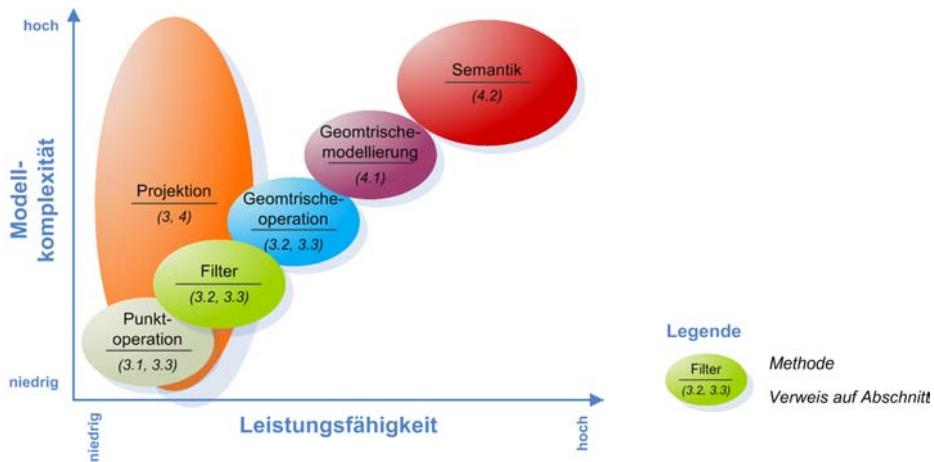 hoch
Modell-
komplexität
niedrig
Projektion
(3, 4)
Punkt-
operation
(3.1, 3.3)
Filter
(3.2, 3.3)
Geomtrische-
operation
(3.2, 3.3)
Geomtrische-
modellierung
(4.1)
Semantik
(4.2)
niedrig
Leistungsfähigkeit
hoch
Legende
Filter
(3.2, 3.3)
Methode
Verweis auf Abschnitt